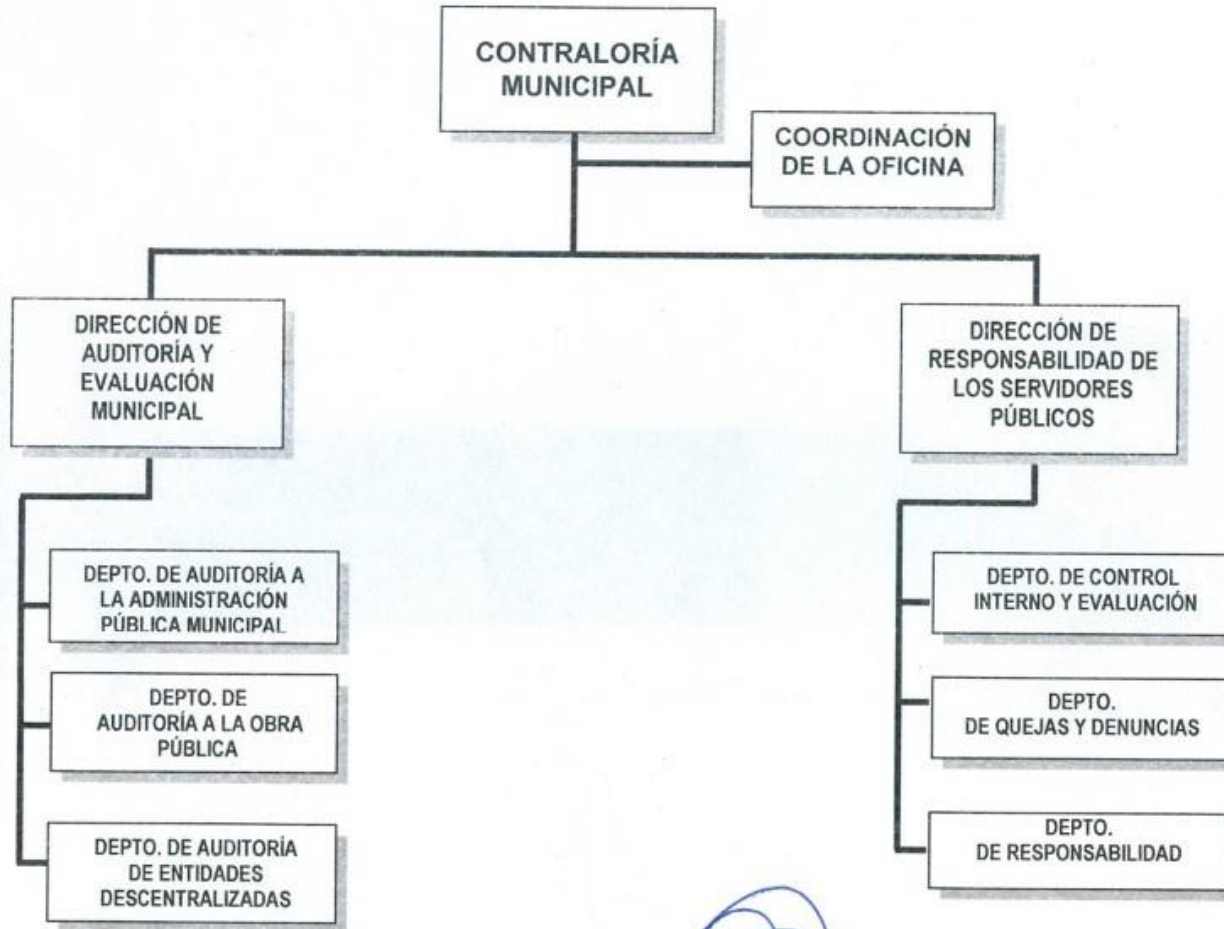 CONTRALORÍA
MUNICIPAL
COORDINACIÓN
DE LA OFICINA
DIRECCIÓN DE
AUDITORÍA Y
EVALUACIÓN
MUNICIPAL
DIRECCIÓN DE
RESPONSABILIDAD DE
LOS SERVIDORES
PÚBLICOS
DEPTO. DE AUDITORÍA A
LA ADMINISTRACIÓN
PÚBLICA MUNICIPAL
DEPTO. DE
AUDITORÍA A LA OBRA
PÚBLICA
DEPTO. DE AUDITORÍA
DE ENTIDADES
DESCENTRALIZADAS
DEPTO. DE CONTROL
INTERNO Y EVALUACIÓN
DEPTO.
DE QUEJAS Y DENUNCIAS
DEPTO.
DE RESPONSABILIDAD